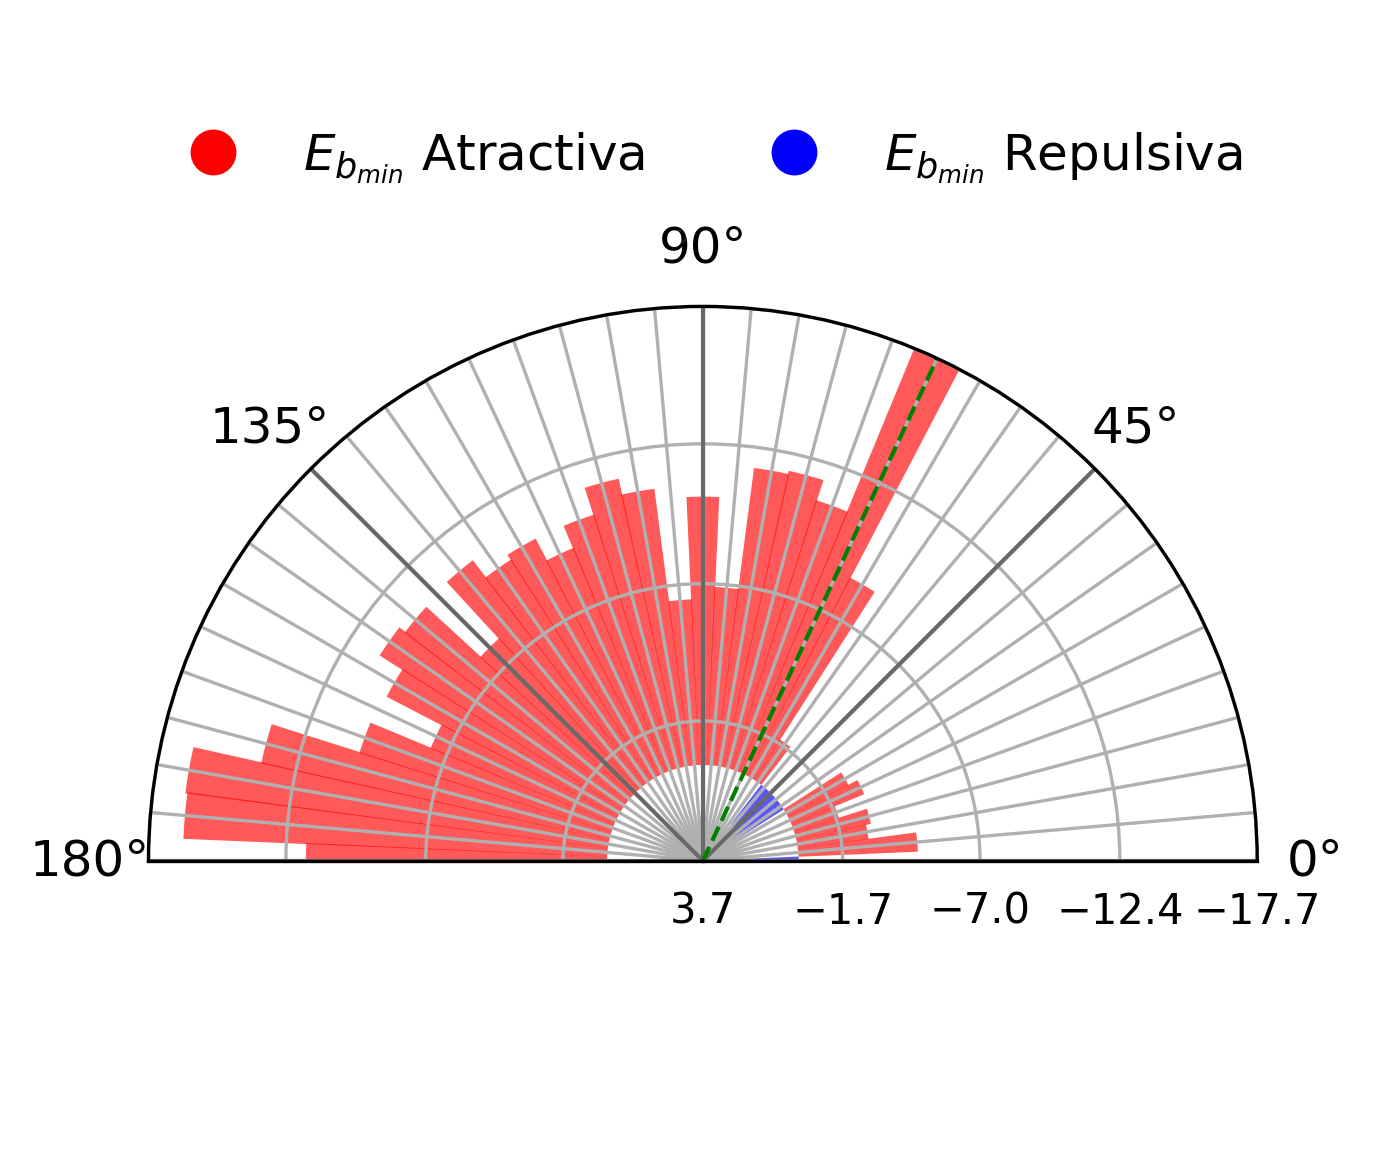 E_{b_{min}} Atractiva E_{b_{min}} Repulsiva
90°
135° 45°
180° 0°
3.7 −1.7 −7.0 −12.4 −17.7